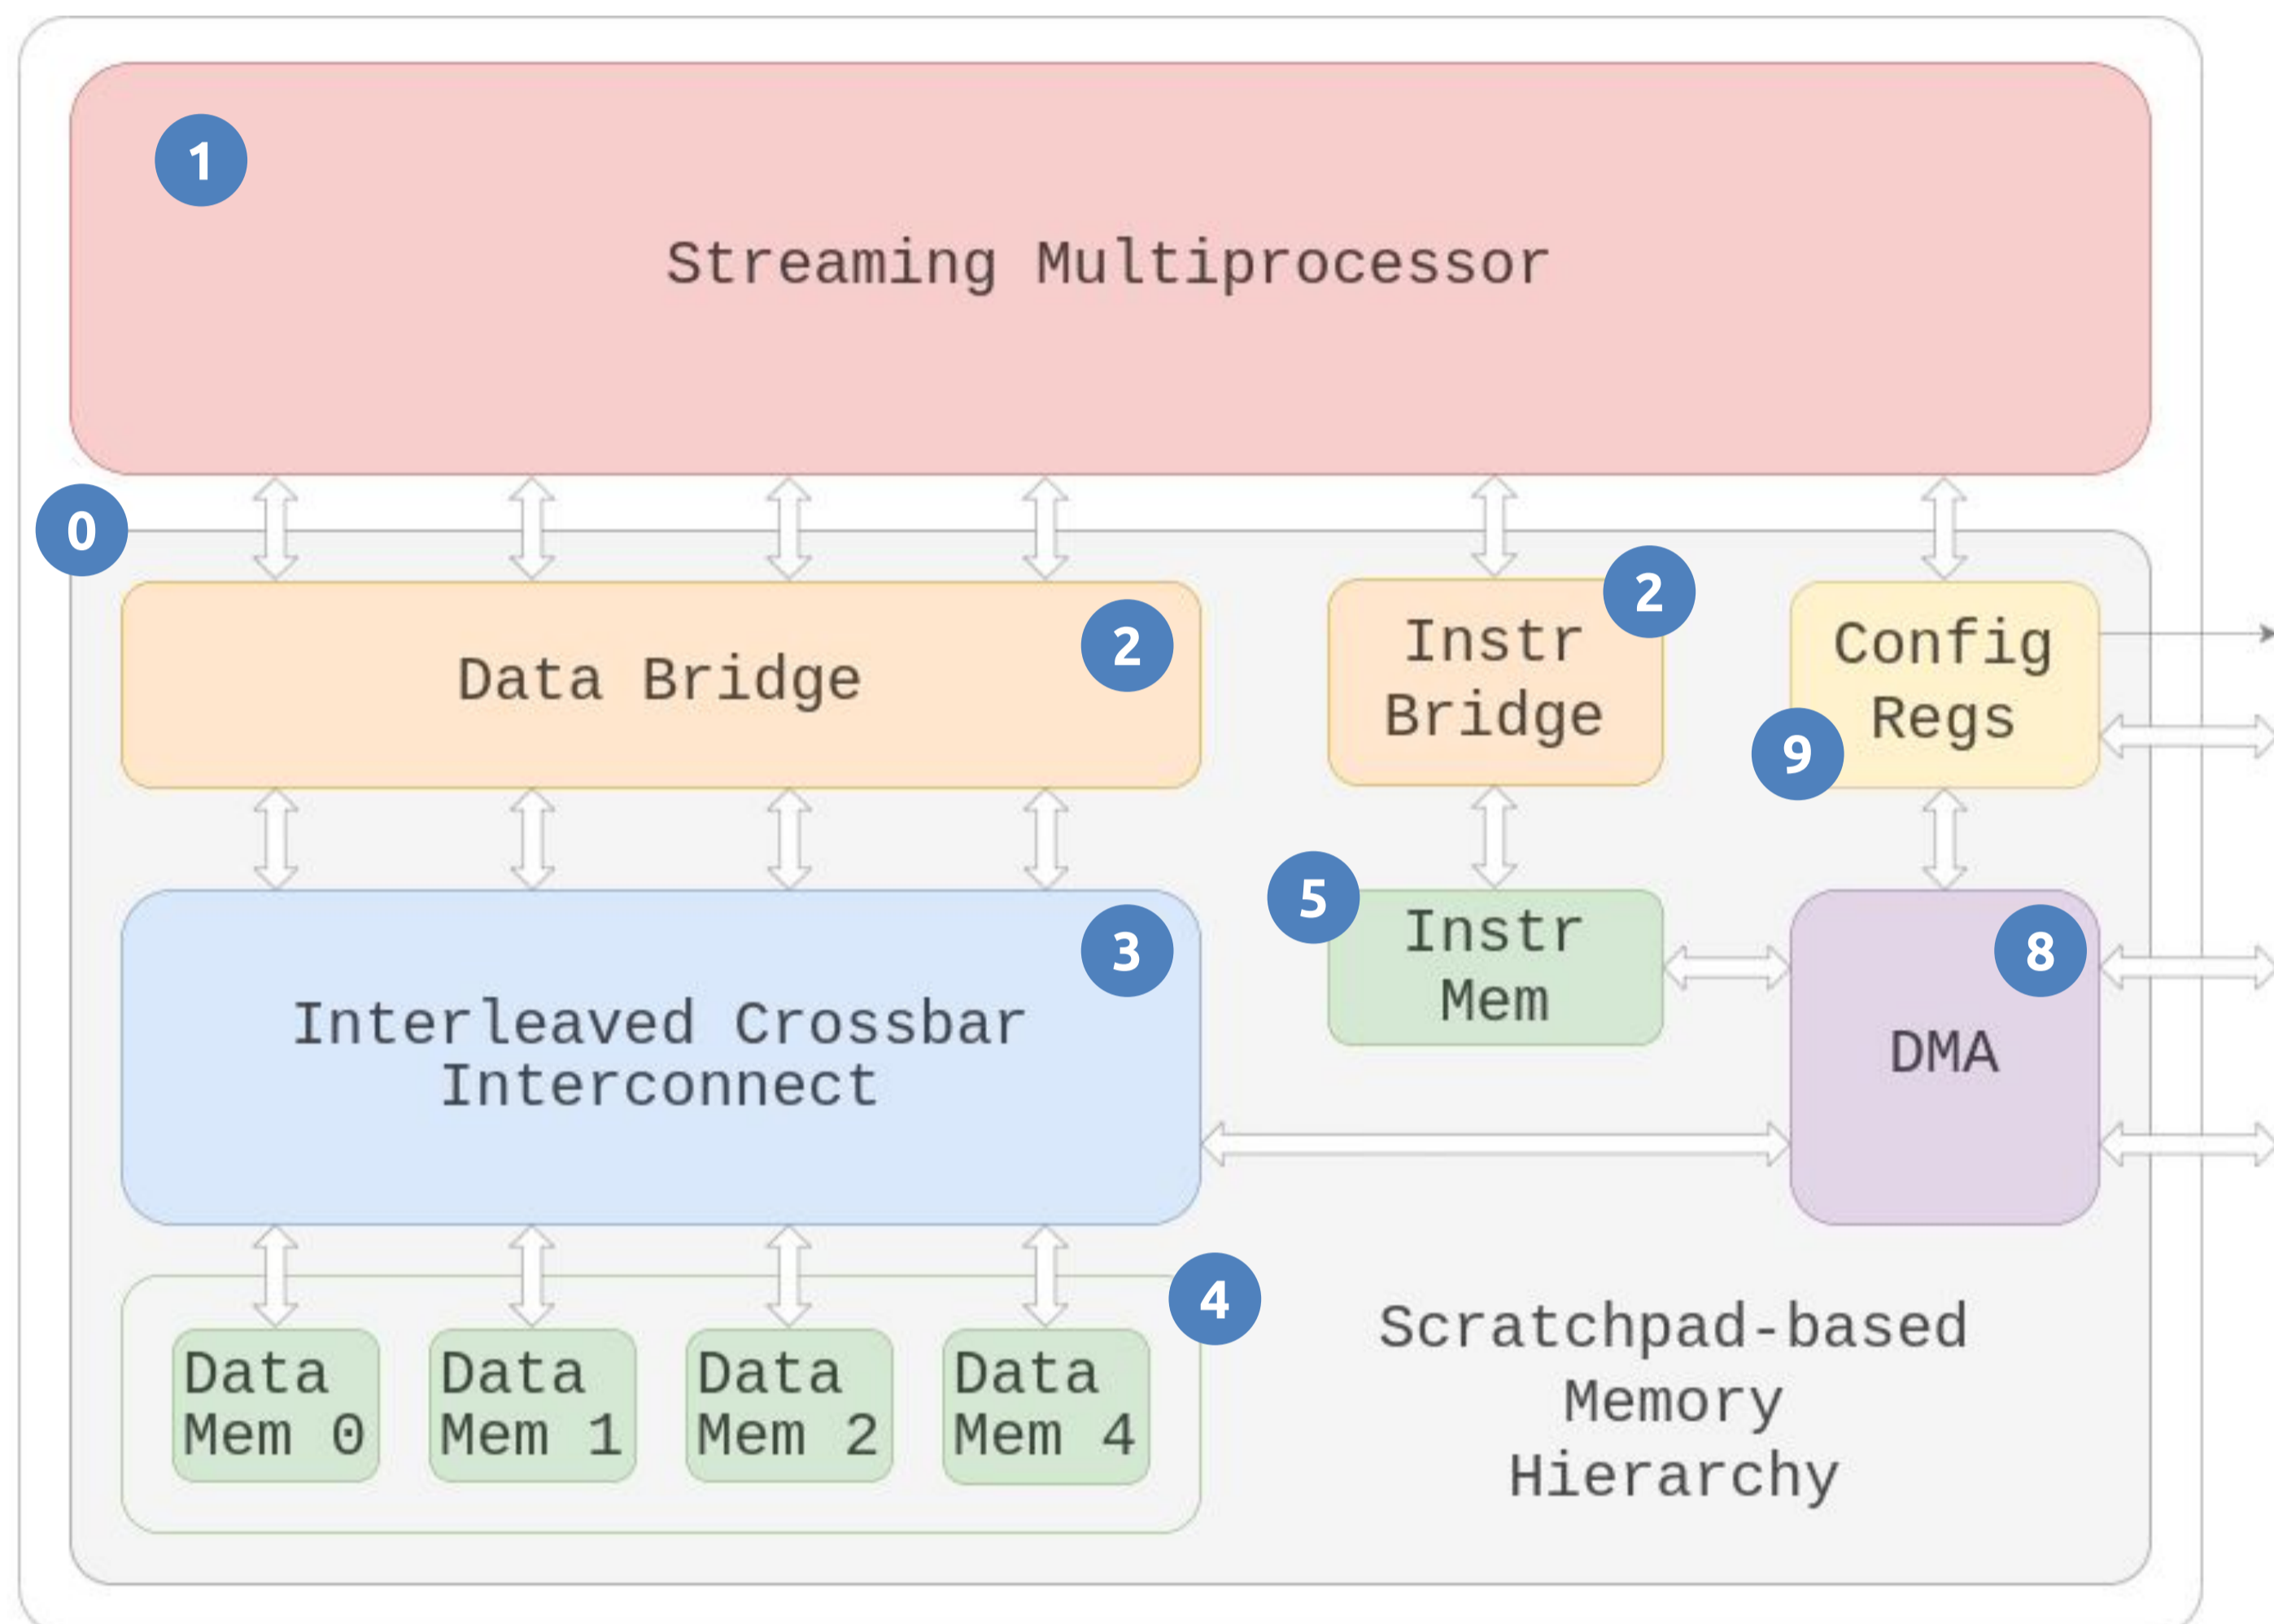 1
Streaming Multiprocessor
0
Data Bridge
2
Instr
Bridge
2
Config
Regs
9
Interleaved Crossbar
Interconnect
3
5
Instr
Mem
8
DMA
4
Data
Mem 0
Data
Mem 1
Data
Mem 2
Data
Mem 4
Scratchpad-based
Memory
Hierarchy